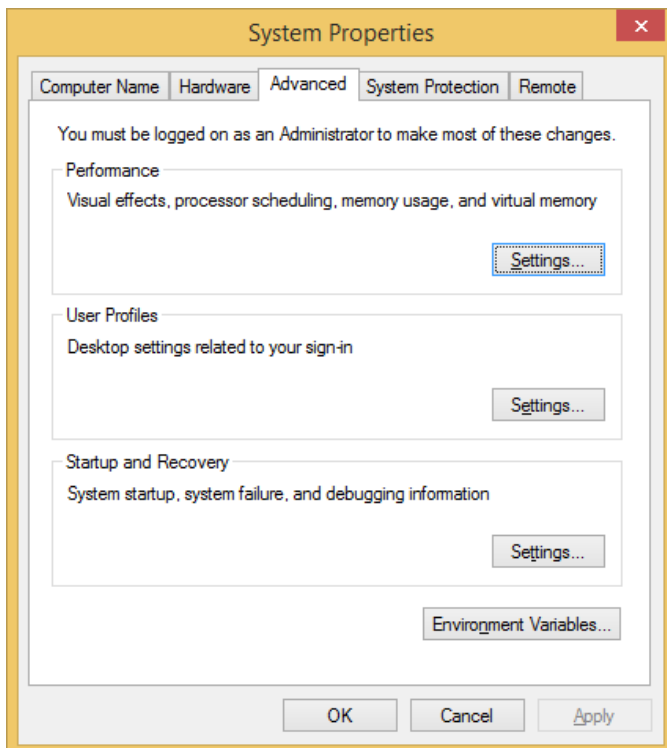 System Properties
Computer Name Hardware Advanced System Protection Remote
You must be logged on as an Administrator to make most of these changes.
Performance
Visual effects, processor scheduling, memory usage, and virtual memory
Settings...
User Profiles
Desktop settings related to your sign-in
Settings...
Startup and Recovery
System startup, system failure, and debugging information
Settings...
Environment Variables...
OK Cancel Apply